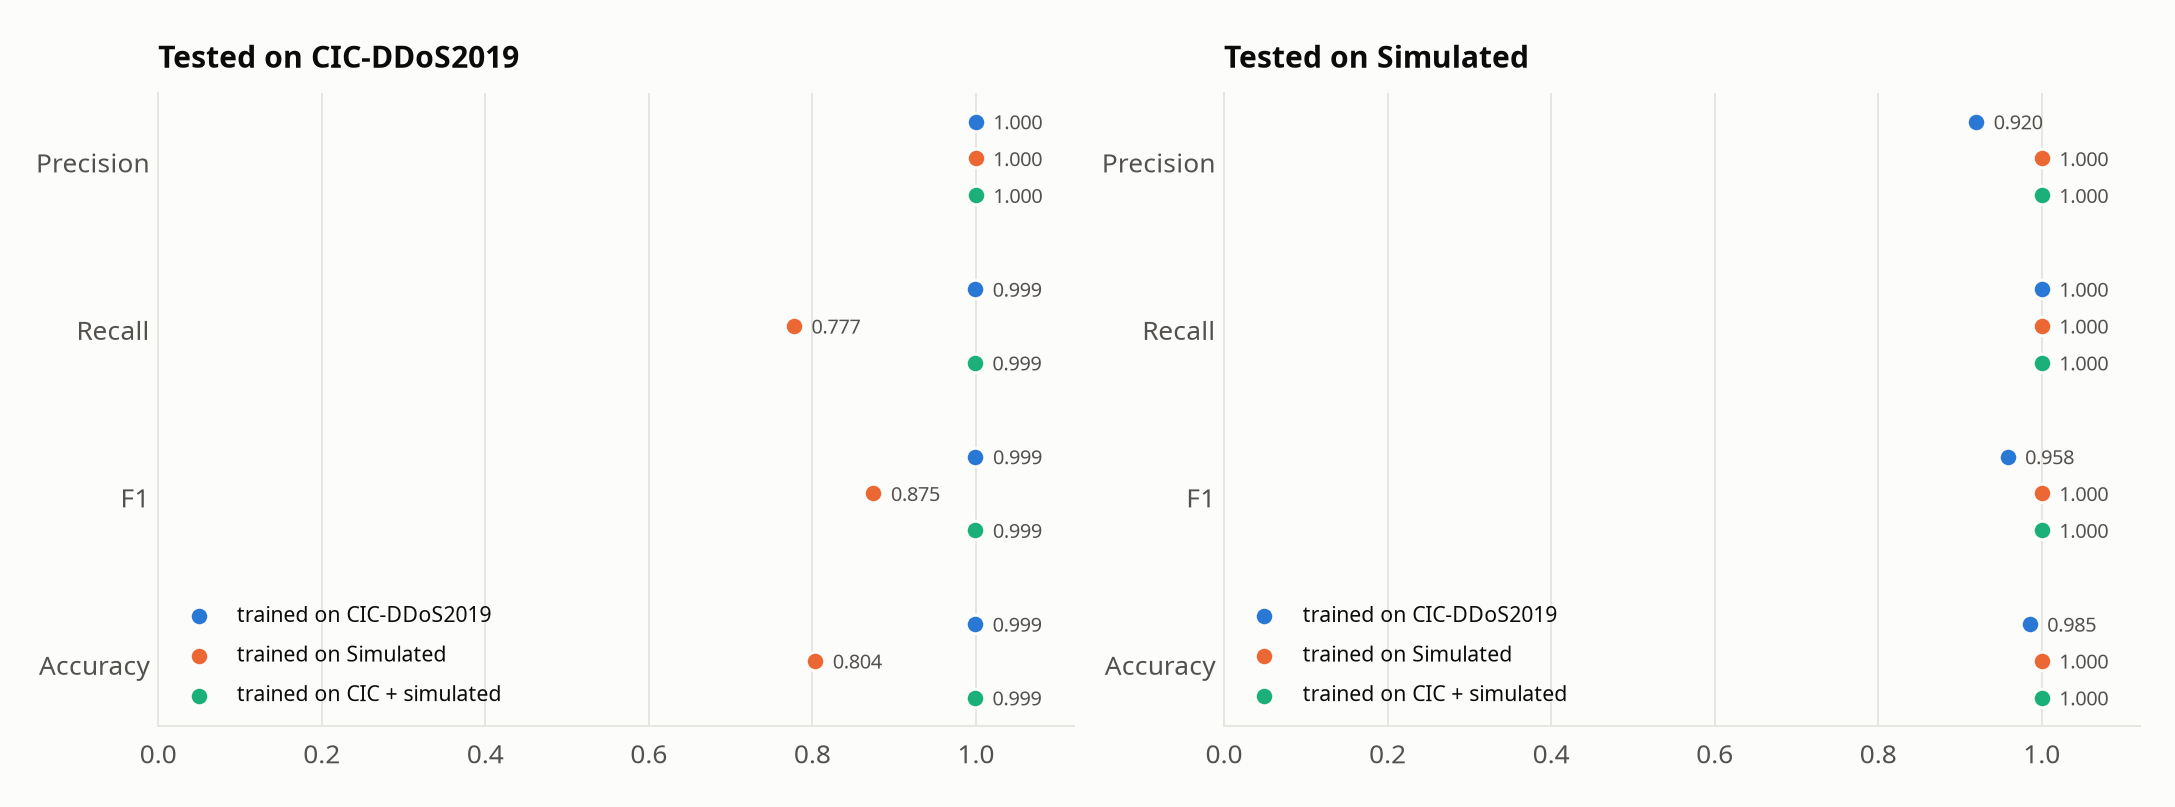 Tested on CIC-DDoS2019
Precision
1.000
1.000
1.000
Recall
0.999
0.777
0.999
F1
0.999
0.875
0.999
Accuracy
0.999
0.804
0.999
trained on CIC-DDoS2019
trained on Simulated
trained on CIC + simulated
0.0 0.2 0.4 0.6 0.8 1.0
Tested on Simulated
Precision
0.920
1.000
1.000
Recall
1.000
1.000
1.000
F1
0.958
1.000
1.000
Accuracy
0.985
1.000
1.000
trained on CIC-DDoS2019
trained on Simulated
trained on CIC + simulated
0.0 0.2 0.4 0.6 0.8 1.0